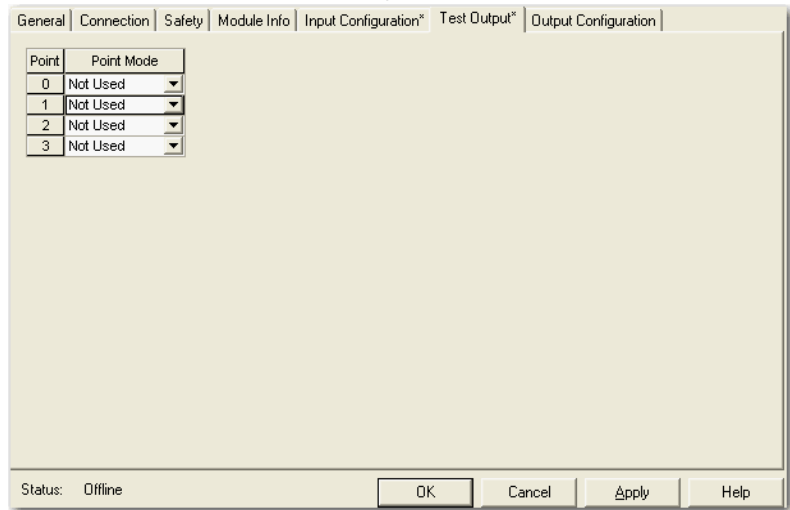 General Connection Safety Module Info Input Configuration* Test Output* Output Configuration
Point Point Mode
0 Not Used
1 Not Used
2 Not Used
3 Not Used
Status: Offline OK Cancel Apply Help